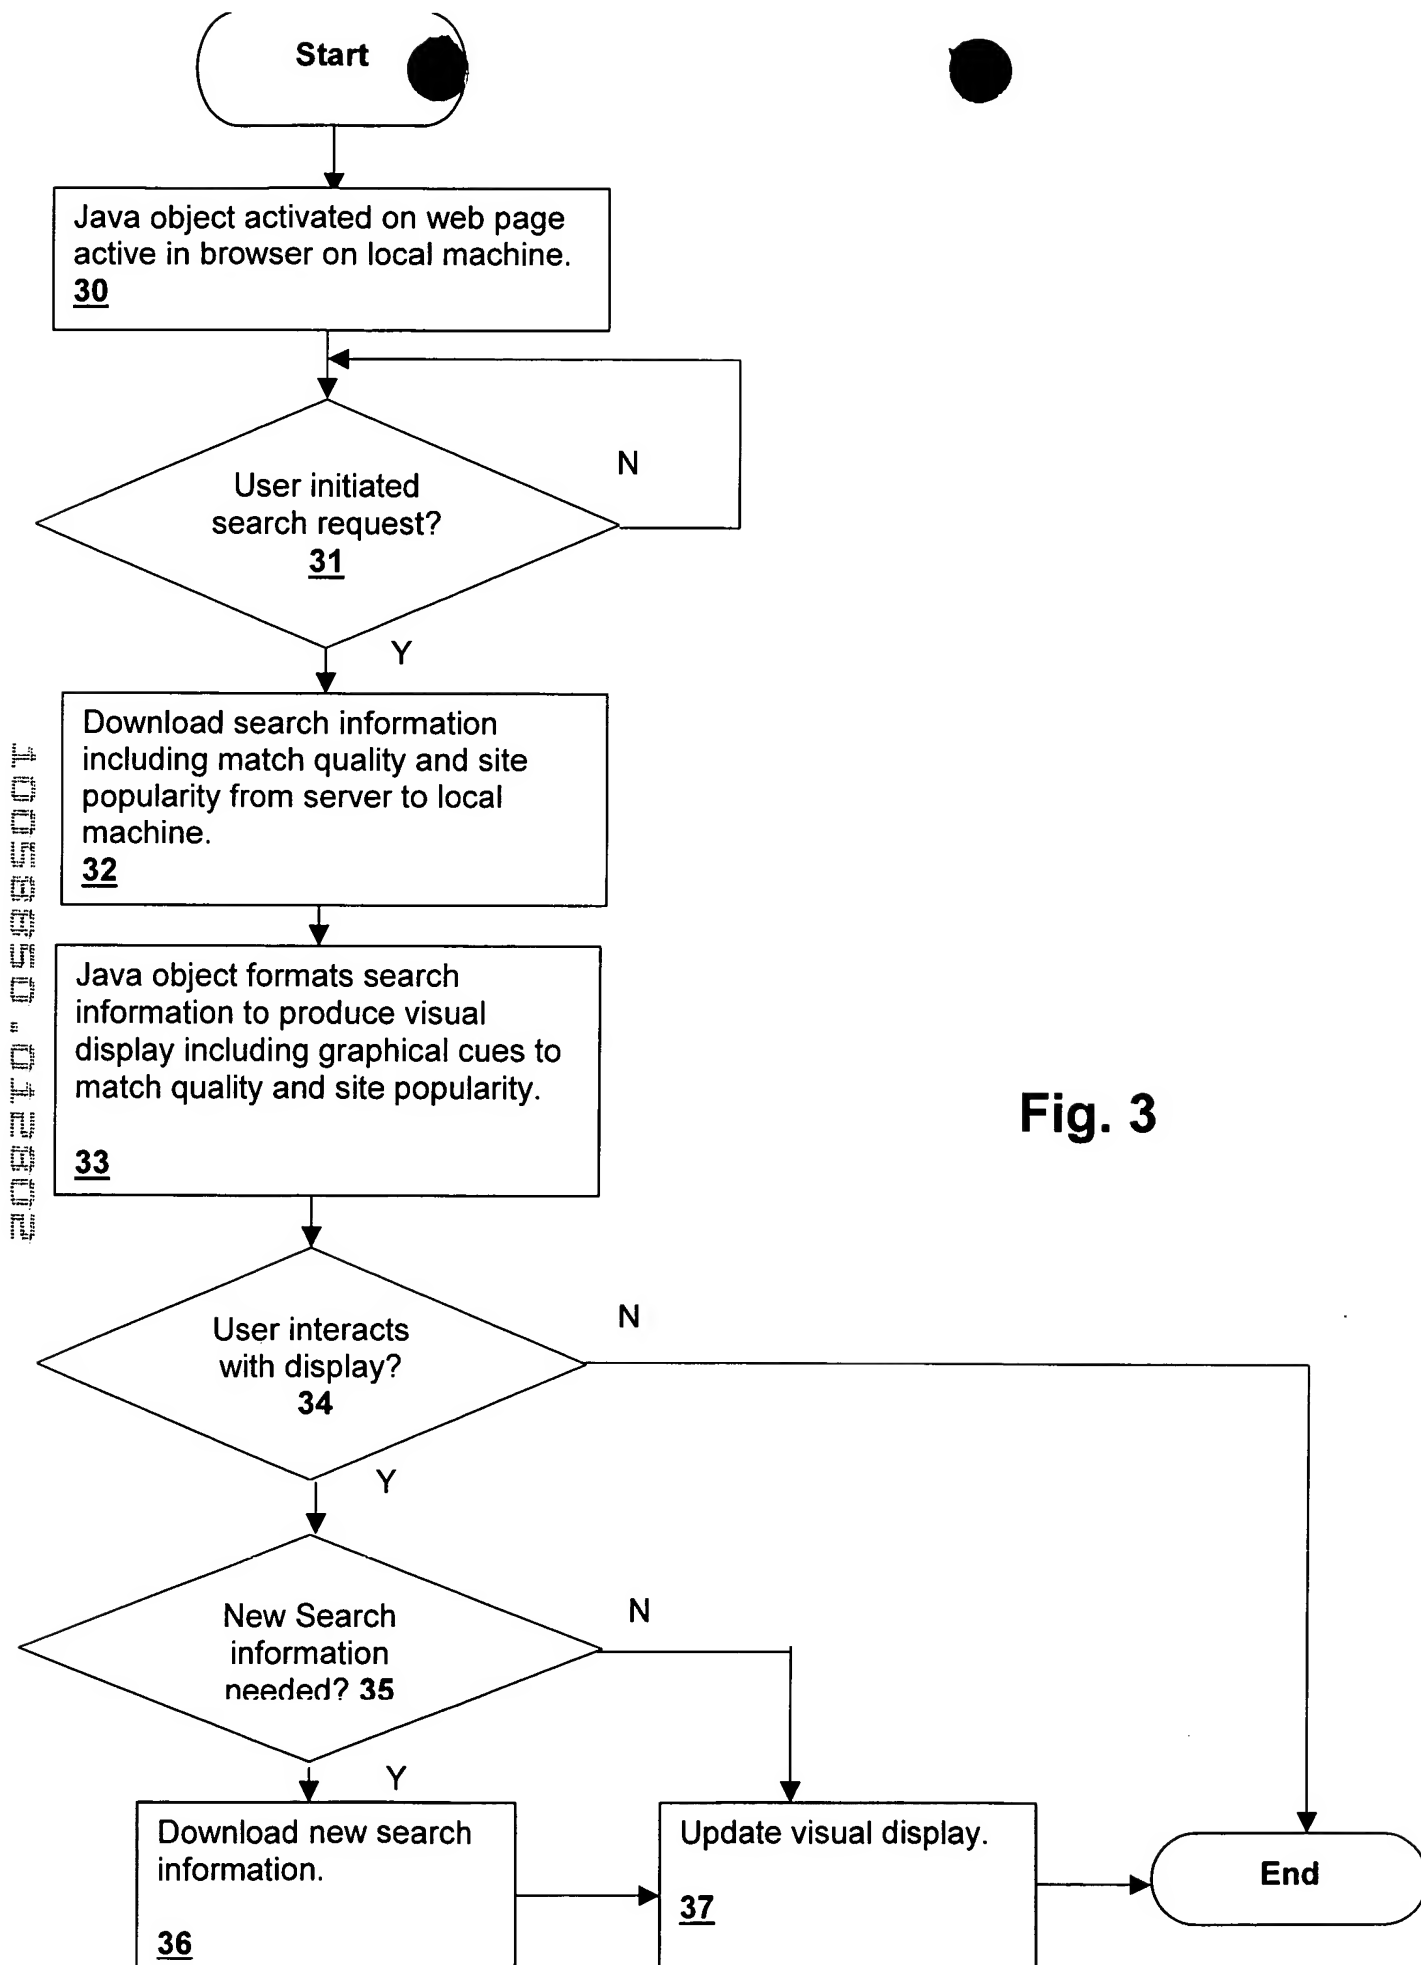 Start
Java object activated on web page
active in browser on local machine.
30
N
User initiated
search request?
31
Y
Download search information
including match quality and site
popularity from server to local
machine.
32
Java object formats search
information to produce visual
display including graphical cues to
match quality and site popularity.
33
Fig. 3
N
User interacts
with display?
34
Y
New Search
information
needed? 35
N
Y
Download new search
information.
36
Update visual display.
37
End